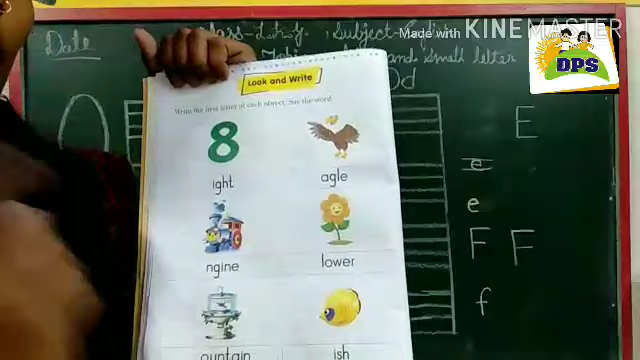 Made with KINEMASTER
DPS
Date
Subject-
and small letter
Dd
Look and Write
Write the first letter of each object. Say the word
8
ight
agle
ngine
lower
ountain
ish
E
e
e
F F
f